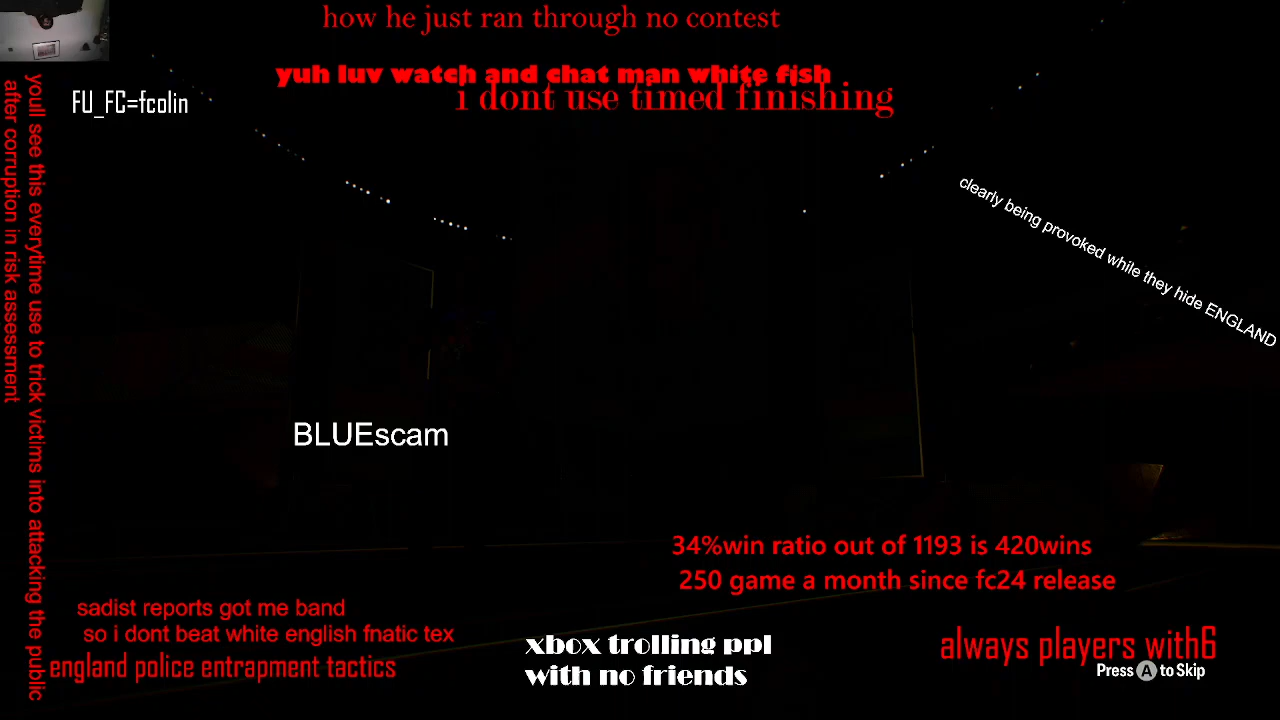 how he just ran through no contest
yuh luv watch and chat man white fish
i dont use timed finishing
FU_FC=fcolin
youll see this everytime use to trick victims into attacking the public
after corruption in risk assessment
clearly being provoked while they hide ENGLAND
BLUEscam
34%win ratio out of 1193 is 420wins
250 game a month since fc24 release
sadist reports got me band
so i dont beat white english fnatic tex
england police entrapment tactics
xbox trolling ppl
with no friends
always players with6
Press A to Skip